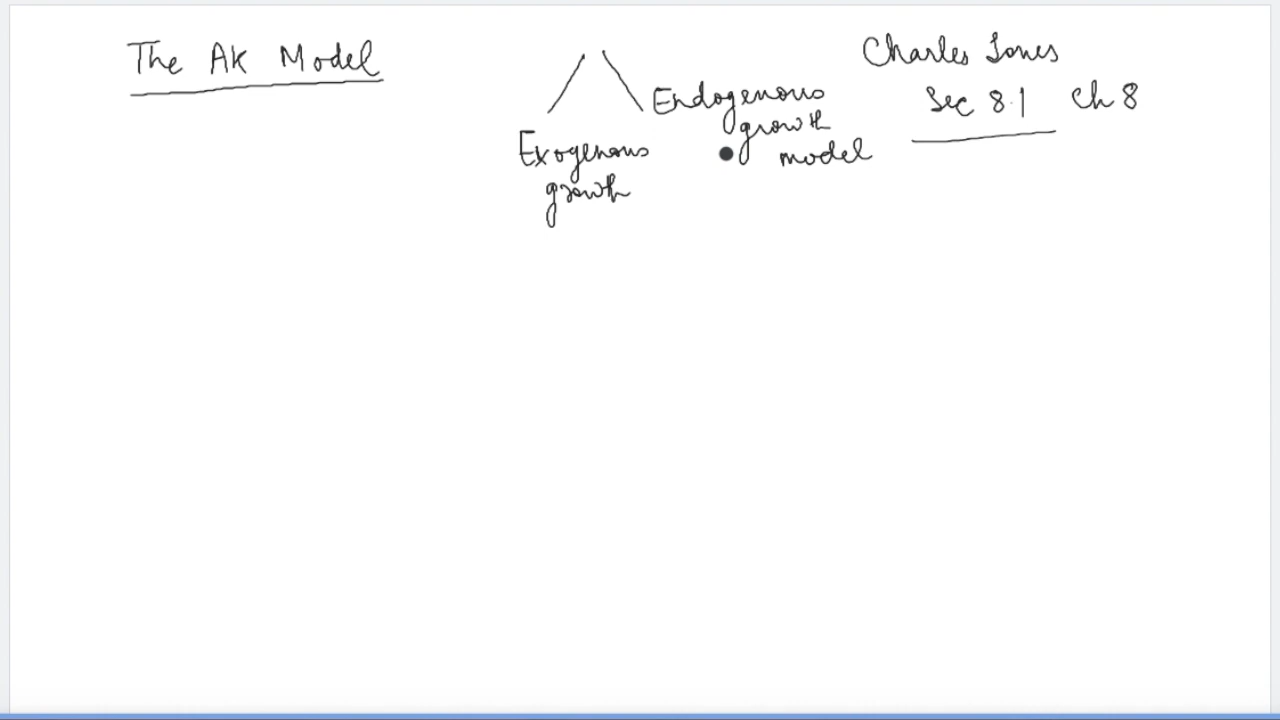 The AK Model
Exogenous
growth
Endogenous
growth
model
Charles Jones
Sec 8.1 Ch 8